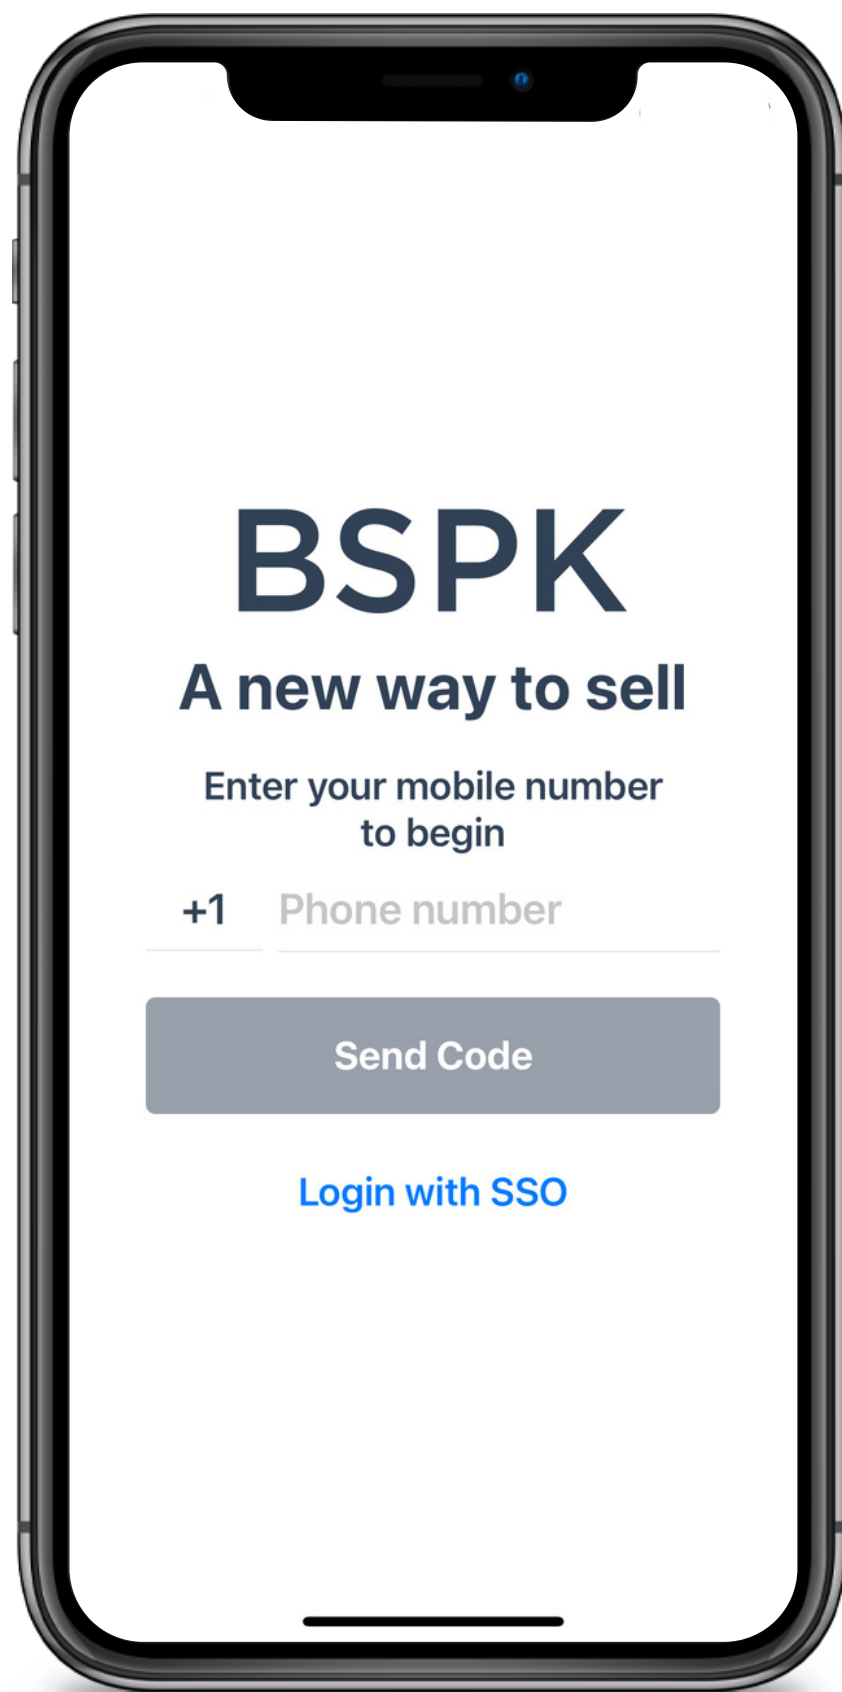 BSPK
A new way to sell
Enter your mobile number
to begin
+1 Phone number
Send Code
Login with SSO